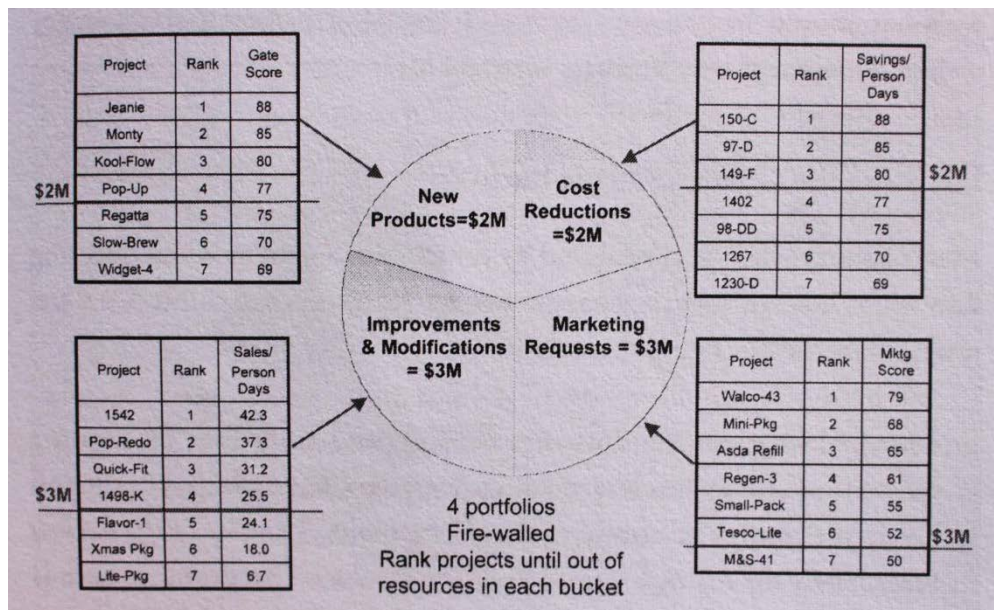 Project Rank Gate Score
Jeanie 1 88
Monty 2 85
Kool-Flow 3 80
Pop-Up 4 77
$2M
Regatta 5 75
Slow-Brew 6 70
Widget-4 7 69
Project Rank Savings/ Person Days
150-C 1 88
97-D 2 85
149-F 3 80
$2M
1402 4 77
98-DD 5 75
1267 6 70
1230-D 7 69
New
Products=$2M
Cost
Reductions
=$2M
Improvements
& Modifications
= $3M
Marketing
Requests = $3M
Project Rank Sales/ Person Days
1542 1 42.3
Pop-Redo 2 37.3
Quick-Fit 3 31.2
1498-K 4 25.5
$3M
Flavor-1 5 24.1
Xmas Pkg 6 18.0
Lite-Pkg 7 6.7
Project Rank Mktg Score
Walco-43 1 79
Mini-Pkg 2 68
Asda Refill 3 65
Regen-3 4 61
Small-Pack 5 55
Tesco-Lite 6 52
$3M
M&S-41 7 50
4 portfolios
Fire-walled
Rank projects until out of
resources in each bucket